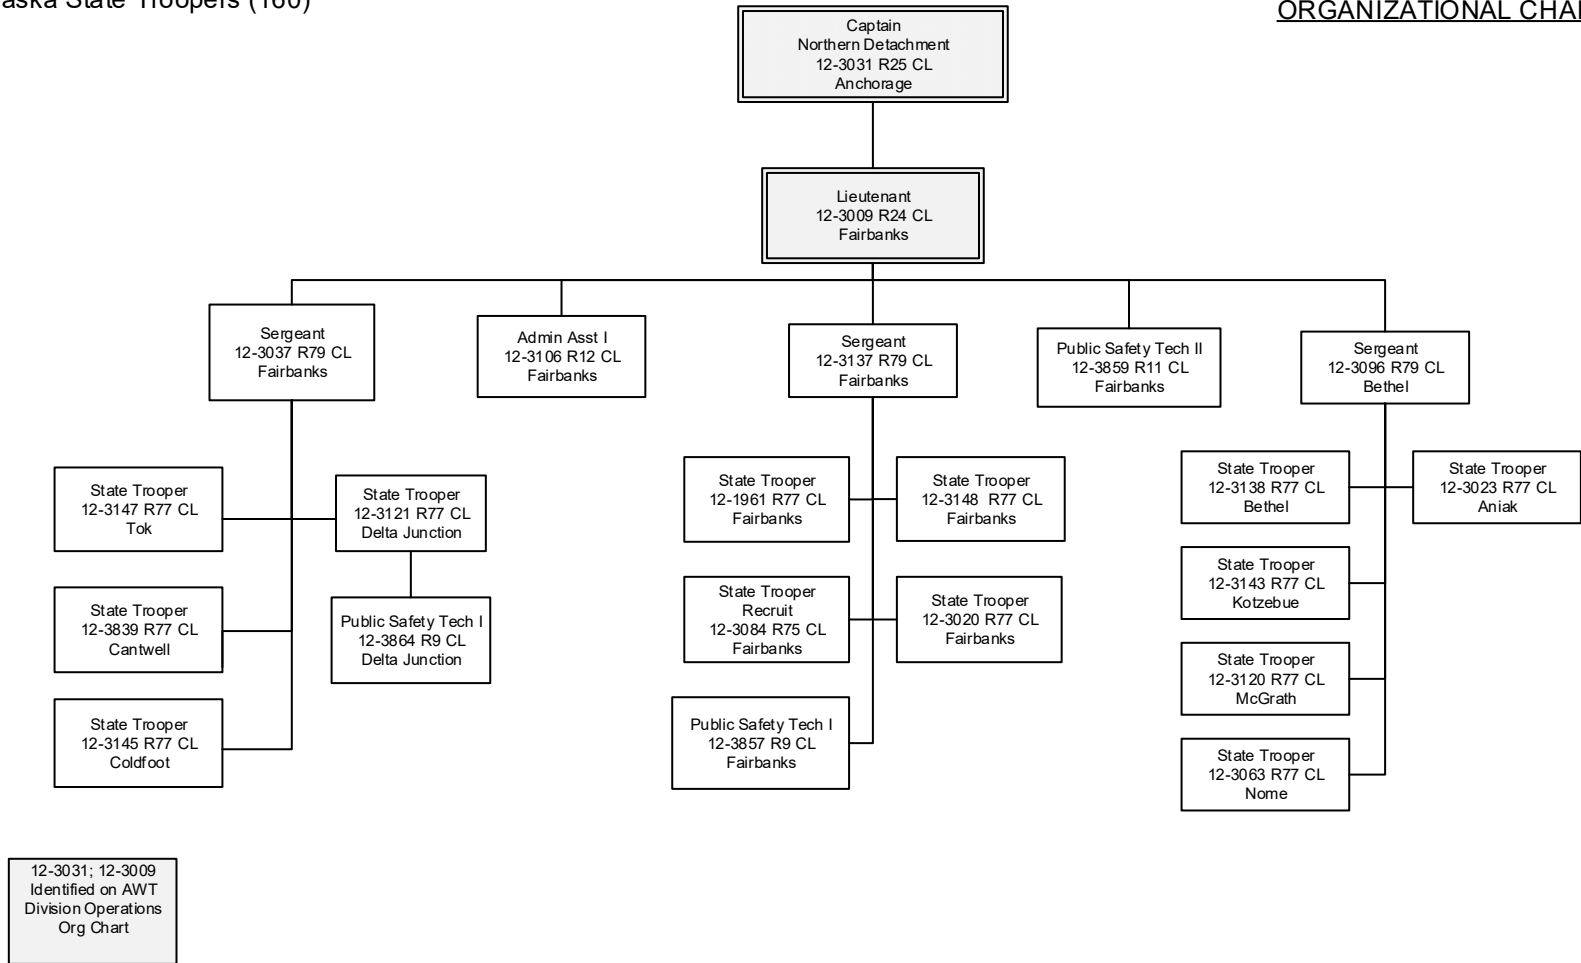 State Troopers (160)
ORGANIZATIONAL
Captain
Northern Detachment
12-3031 R25 CL
Anchorage
Lieutenant
12-3009 R24 CL
Fairbanks
Sergeant
12-3037 R79 CL
Fairbanks
Admin Asst I
12-3106 R12 CL
Fairbanks
Sergeant
12-3137 R79 CL
Fairbanks
Public Safety Tech II
12-3859 R11 CL
Fairbanks
Sergeant
12-3096 R79 CL
Bethel
State Trooper
12-3147 R77 CL
Tok
State Trooper
12-3121 R77 CL
Delta Junction
State Trooper
12-3839 R77 CL
Cantwell
Public Safety Tech I
12-3864 R9 CL
Delta Junction
State Trooper
12-3145 R77 CL
Coldfoot
State Trooper
12-1961 R77 CL
Fairbanks
State Trooper
12-3148 R77 CL
Fairbanks
State Trooper
Recruit
12-3084 R75 CL
Fairbanks
State Trooper
12-3020 R77 CL
Fairbanks
Public Safety Tech I
12-3857 R9 CL
Fairbanks
State Trooper
12-3138 R77 CL
Bethel
State Trooper
12-3023 R77 CL
Aniak
State Trooper
12-3143 R77 CL
Kotzebue
State Trooper
12-3120 R77 CL
McGrath
State Trooper
12-3063 R77 CL
Nome
12-3031; 12-3009
Identified on AWT
Division Operations
Org Chart